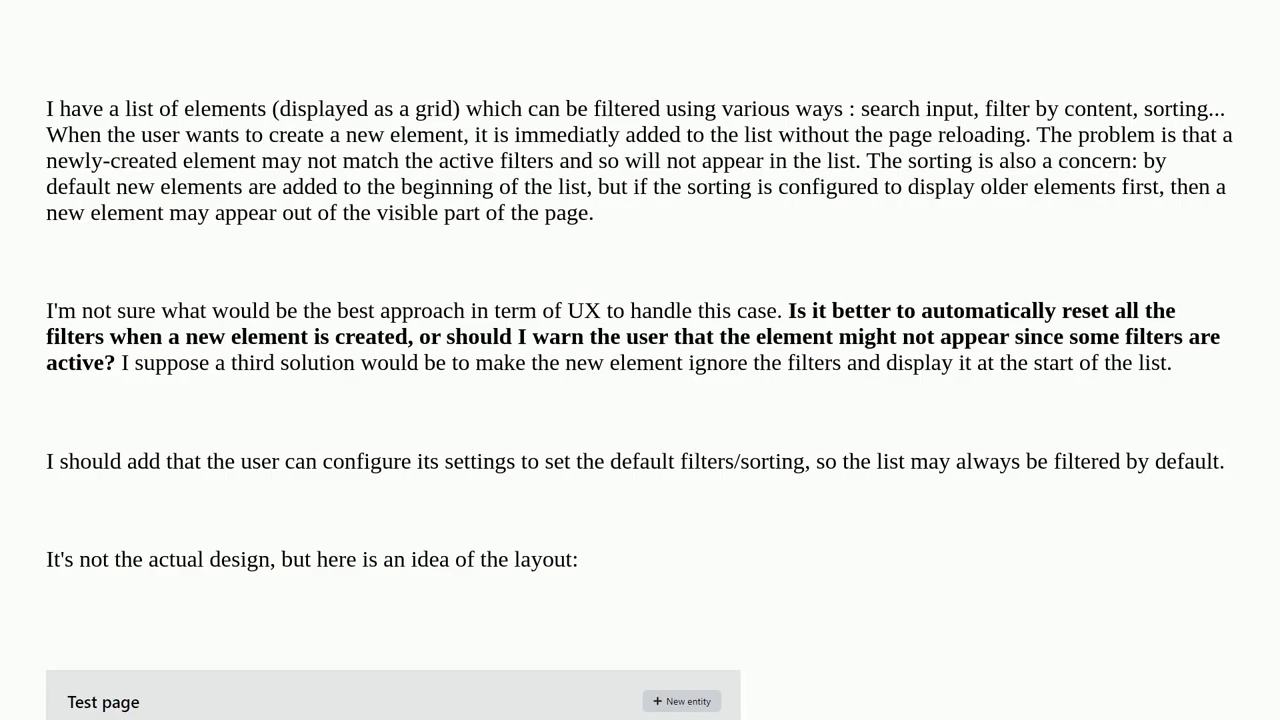 I have a list of elements (displayed as a grid) which can be filtered using various ways : search input, filter by content, sorting...
When the user wants to create a new element, it is immediatly added to the list without the page reloading. The problem is that a
newly-created element may not match the active filters and so will not appear in the list. The sorting is also a concern: by
default new elements are added to the beginning of the list, but if the sorting is configured to display older elements first, then a
new element may appear out of the visible part of the page.
I'm not sure what would be the best approach in term of UX to handle this case. Is it better to automatically reset all the
filters when a new element is created, or should I warn the user that the element might not appear since some filters are
active? I suppose a third solution would be to make the new element ignore the filters and display it at the start of the list.
I should add that the user can configure its settings to set the default filters/sorting, so the list may always be filtered by default.
It's not the actual design, but here is an idea of the layout:
Test page
+ New entity